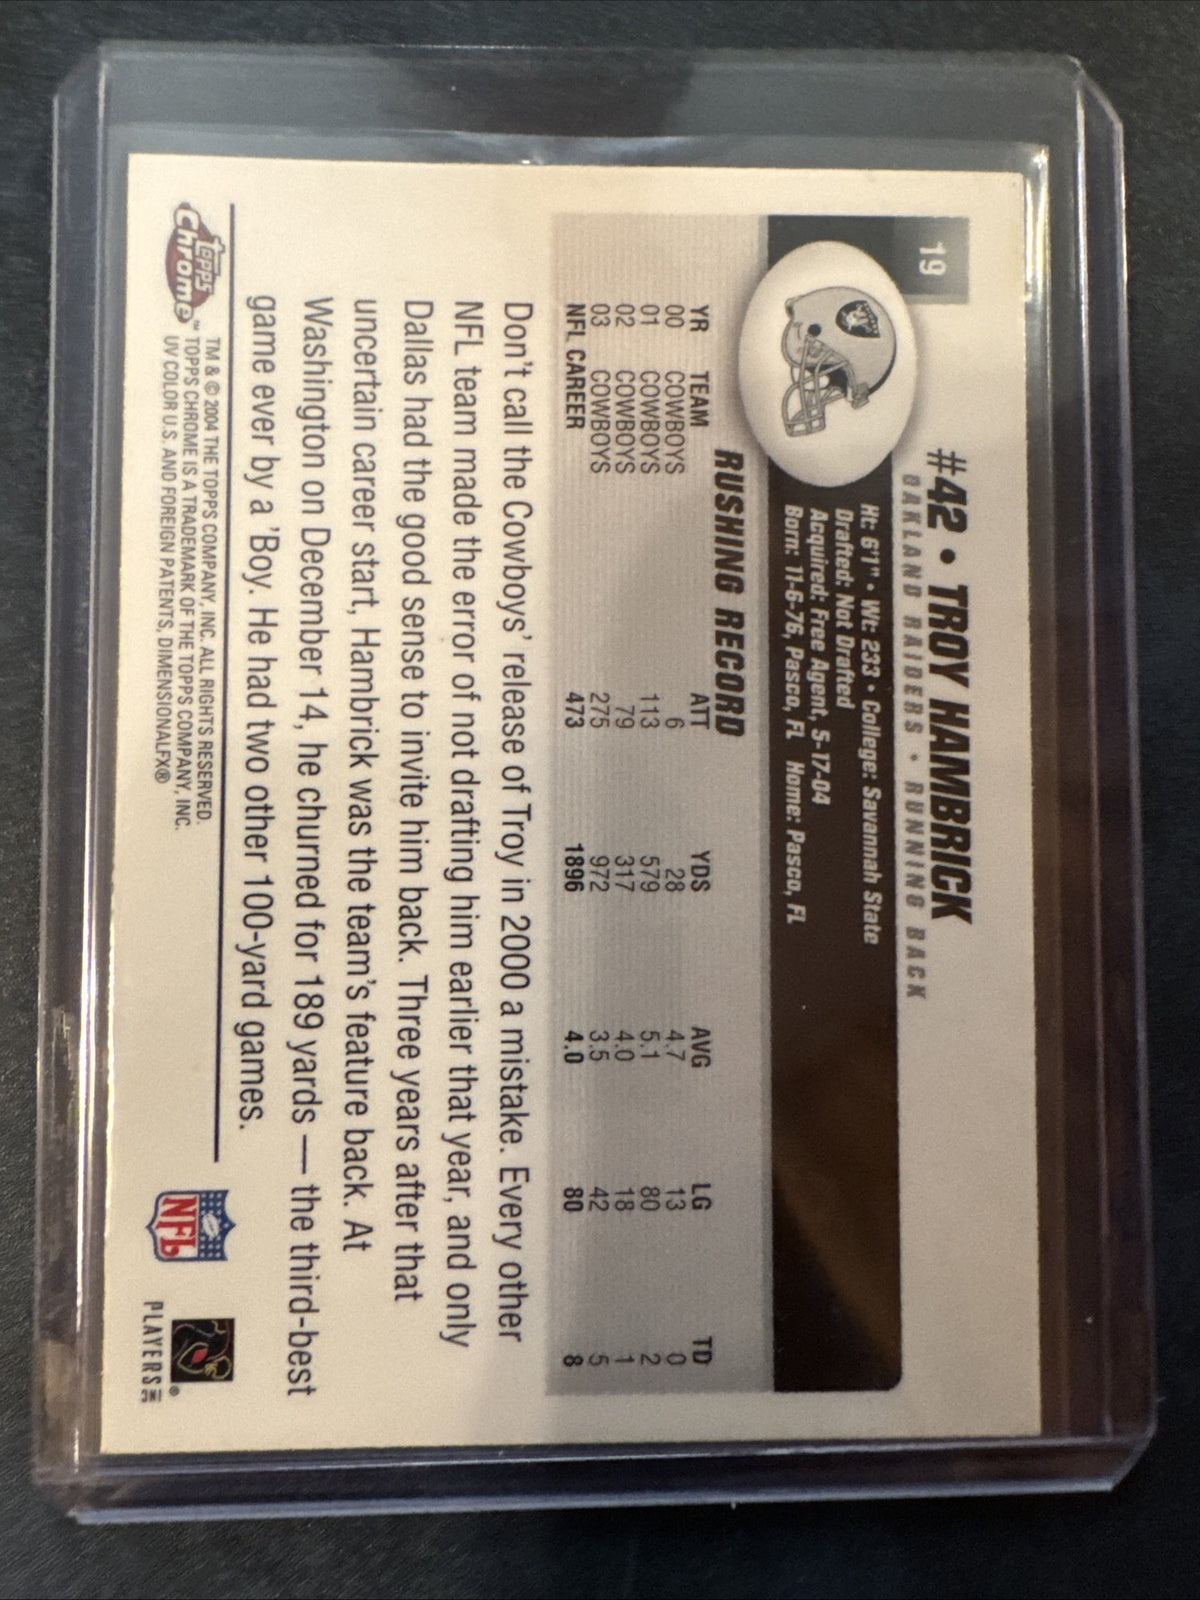 19
#42 • TROY HAMBRICK
OAKLAND RAIDERS • RUNNING BACK
Ht: 6'1" • Wt: 233 • College: Savannah State
Drafted: Not Drafted
Acquired: Free Agent, 5-17-04
Born: 11-6-76, Pasco, FL Home: Pasco, FL
RUSHING RECORD
YR TEAM ATT YDS AVG LG TD
00 COWBOYS 6 28 4.7 13 0
01 COWBOYS 113 579 5.1 80 2
02 COWBOYS 79 317 4.0 18 1
03 COWBOYS 275 972 3.5 42 5
NFL CAREER 473 1896 4.0 80 8
Don't call the Cowboys' release of Troy in 2000 a mistake. Every other
NFL team made the error of not drafting him earlier that year, and only
Dallas had the good sense to invite him back. Three years after that
uncertain career start, Hambrick was the team's feature back. At
Washington on December 14, he churned for 189 yards — the third-best
game ever by a 'Boy. He had two other 100-yard games.
topps
Chrome™
TM & © 2004 THE TOPPS COMPANY, INC. ALL RIGHTS RESERVED.
TOPPS CHROME IS A TRADEMARK OF THE TOPPS COMPANY, INC.
UV COLOR U.S. AND FOREIGN PATENTS, DIMENSIONALFX®
NFL
®
PLAYERS INC